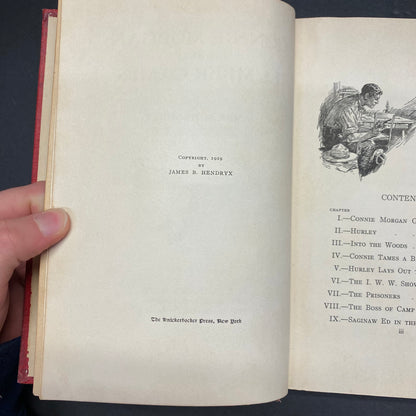 Copyright, 1919
BY
JAMES B. HENDRYX
The Knickerbocker Press, New York
CONTEN
CHAPTER
I.—Connie Morgan G
II.—Hurley . .
III.—Into the Woods .
IV.—Connie Tames a B
V.—Hurley Lays Out
VI.—The I. W. W. Show
VII.—The Prisoners .
VIII.—The Boss of Camp
IX.—Saginaw Ed in the
iii